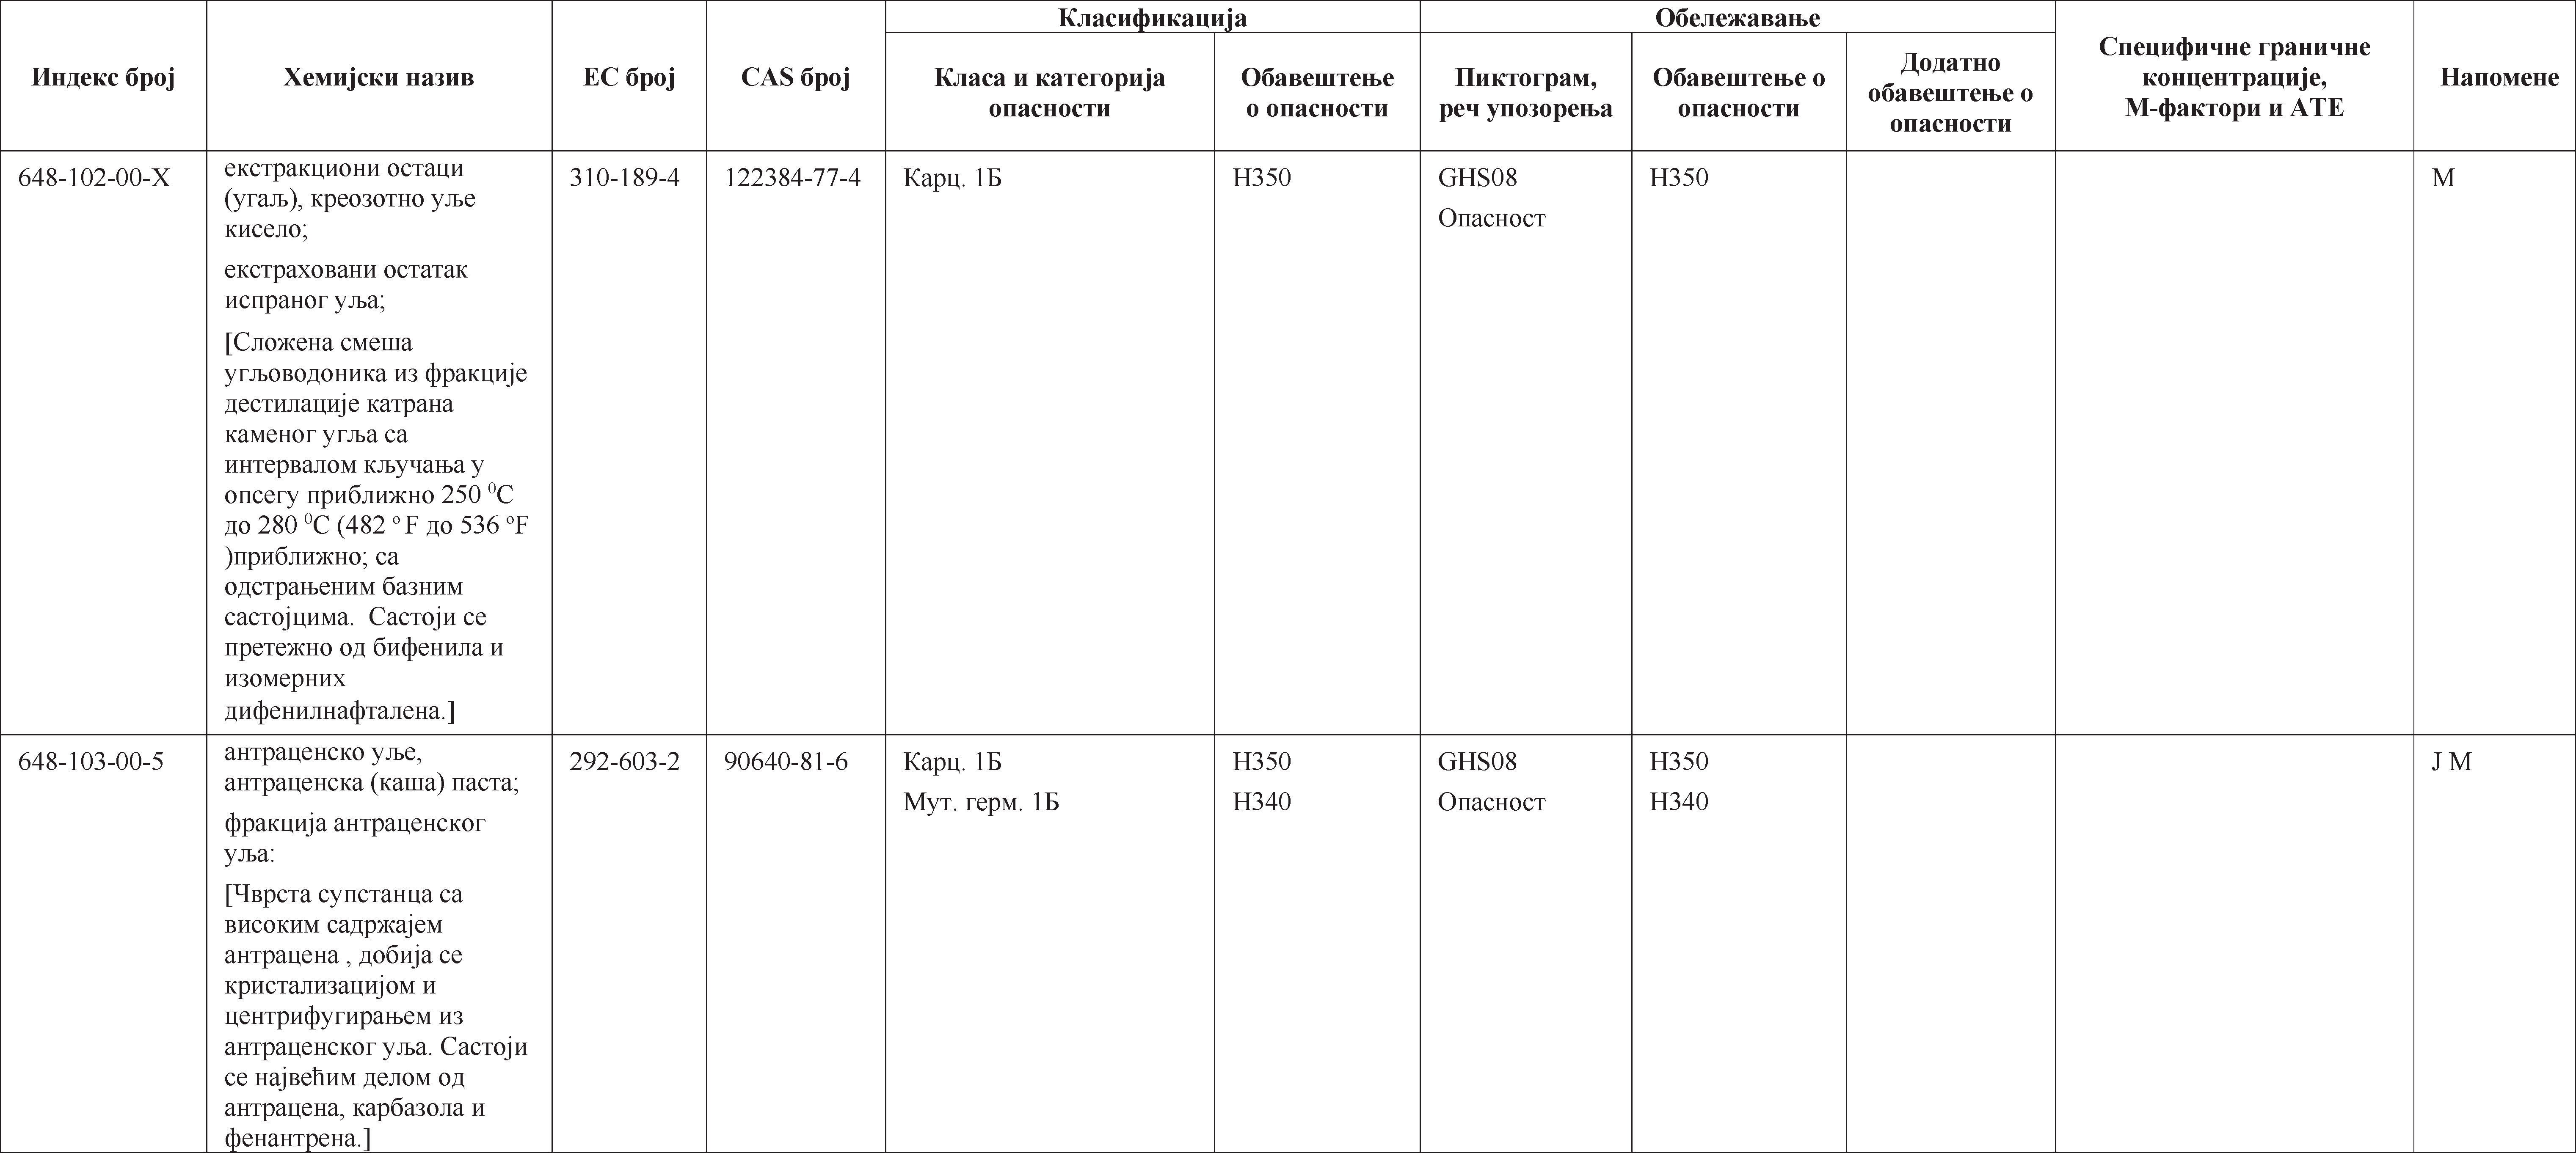 Класификација
Обележавање
Индекс број
Хемијски назив
ЕС број
CAS број
Класа и категорија
опасности
Обавештење
о опасности
Пиктограм,
реч упозорења
Обавештење о
опасности
Додатно
обавештење о
опасности
Специфичне граничне
концентрације,
М-фактори и АТЕ
Напомене
648-102-00-X
екстракциони остаци
(угаљ), креозотно уље
кисело;
екстраховани остатак
испраног уља;
[Сложена смеша
угљоводоника из фракције
дестилације катрана
каменог угља са
интервалом кључања у
опсегу приближно 250 ⁰C
до 280 ⁰C (482 ᵒ F до 536 ᵒF
)приближно; са
одстрањеним базним
састојцима.  Састоји се
претежно од бифенила и
изомерних
дифенилнафталена.]
310-189-4
122384-77-4
Карц. 1Б
H350
GHS08
Опасност
H350
M
648-103-00-5
антраценско уље,
антраценска (каша) паста;
фракција антраценског
уља:
[Чврста супстанца са
високим садржајем
антрацена , добија се
кристализацијом и
центрифугирањем из
антраценског уља. Састоји
се највећим делом од
антрацена, карбазола и
фенантрена.]
292-603-2
90640-81-6
Карц. 1Б
Мут. герм. 1Б
H350
H340
GHS08
Опасност
H350
H340
J M